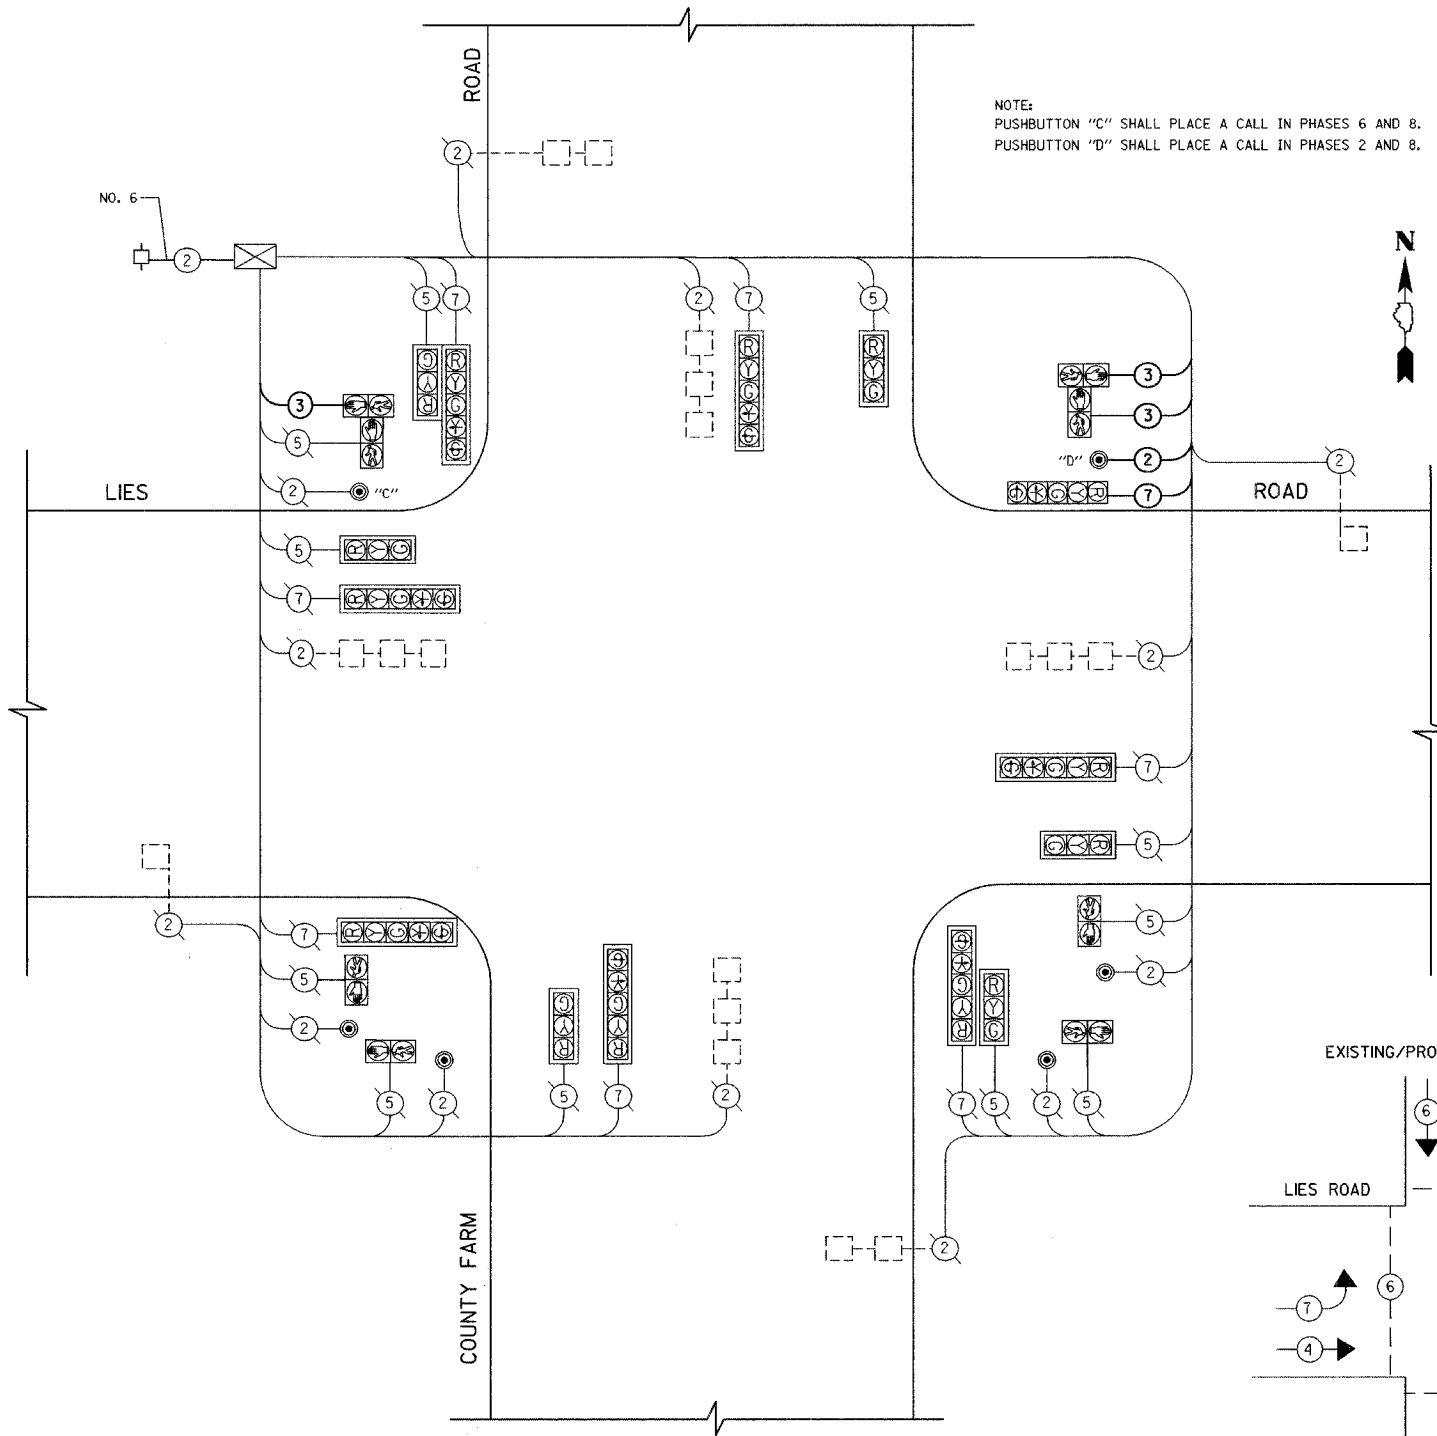 ROAD
NOTE:
PUSHBUTTON "C" SHALL PLACE A CALL IN PHASES 6 AND 8.
PUSHBUTTON "D" SHALL PLACE A CALL IN PHASES 2 AND 8.
2
NO. 6
2
N
5
7
2
7
5
G
Y
R
R
Y
G
Y
G
R
Y
G
Y
G
R
Y
G
3
5
2
"C"
3
3
"D"
2
G Y G Y R
7
2
LIES
ROAD
5
R Y G
7
R Y G Y G
2
2
G Y G Y R
7
G Y R
5
2
7
R Y G Y G
5
2
5
2
G
Y
R
5
G
Y
G
Y
R
7
2
G
Y
G
Y
R
7
R
Y
G
5
5
2
2
5
2
COUNTY FARM
EXISTING/PRO
6
LIES ROAD
6
7
4